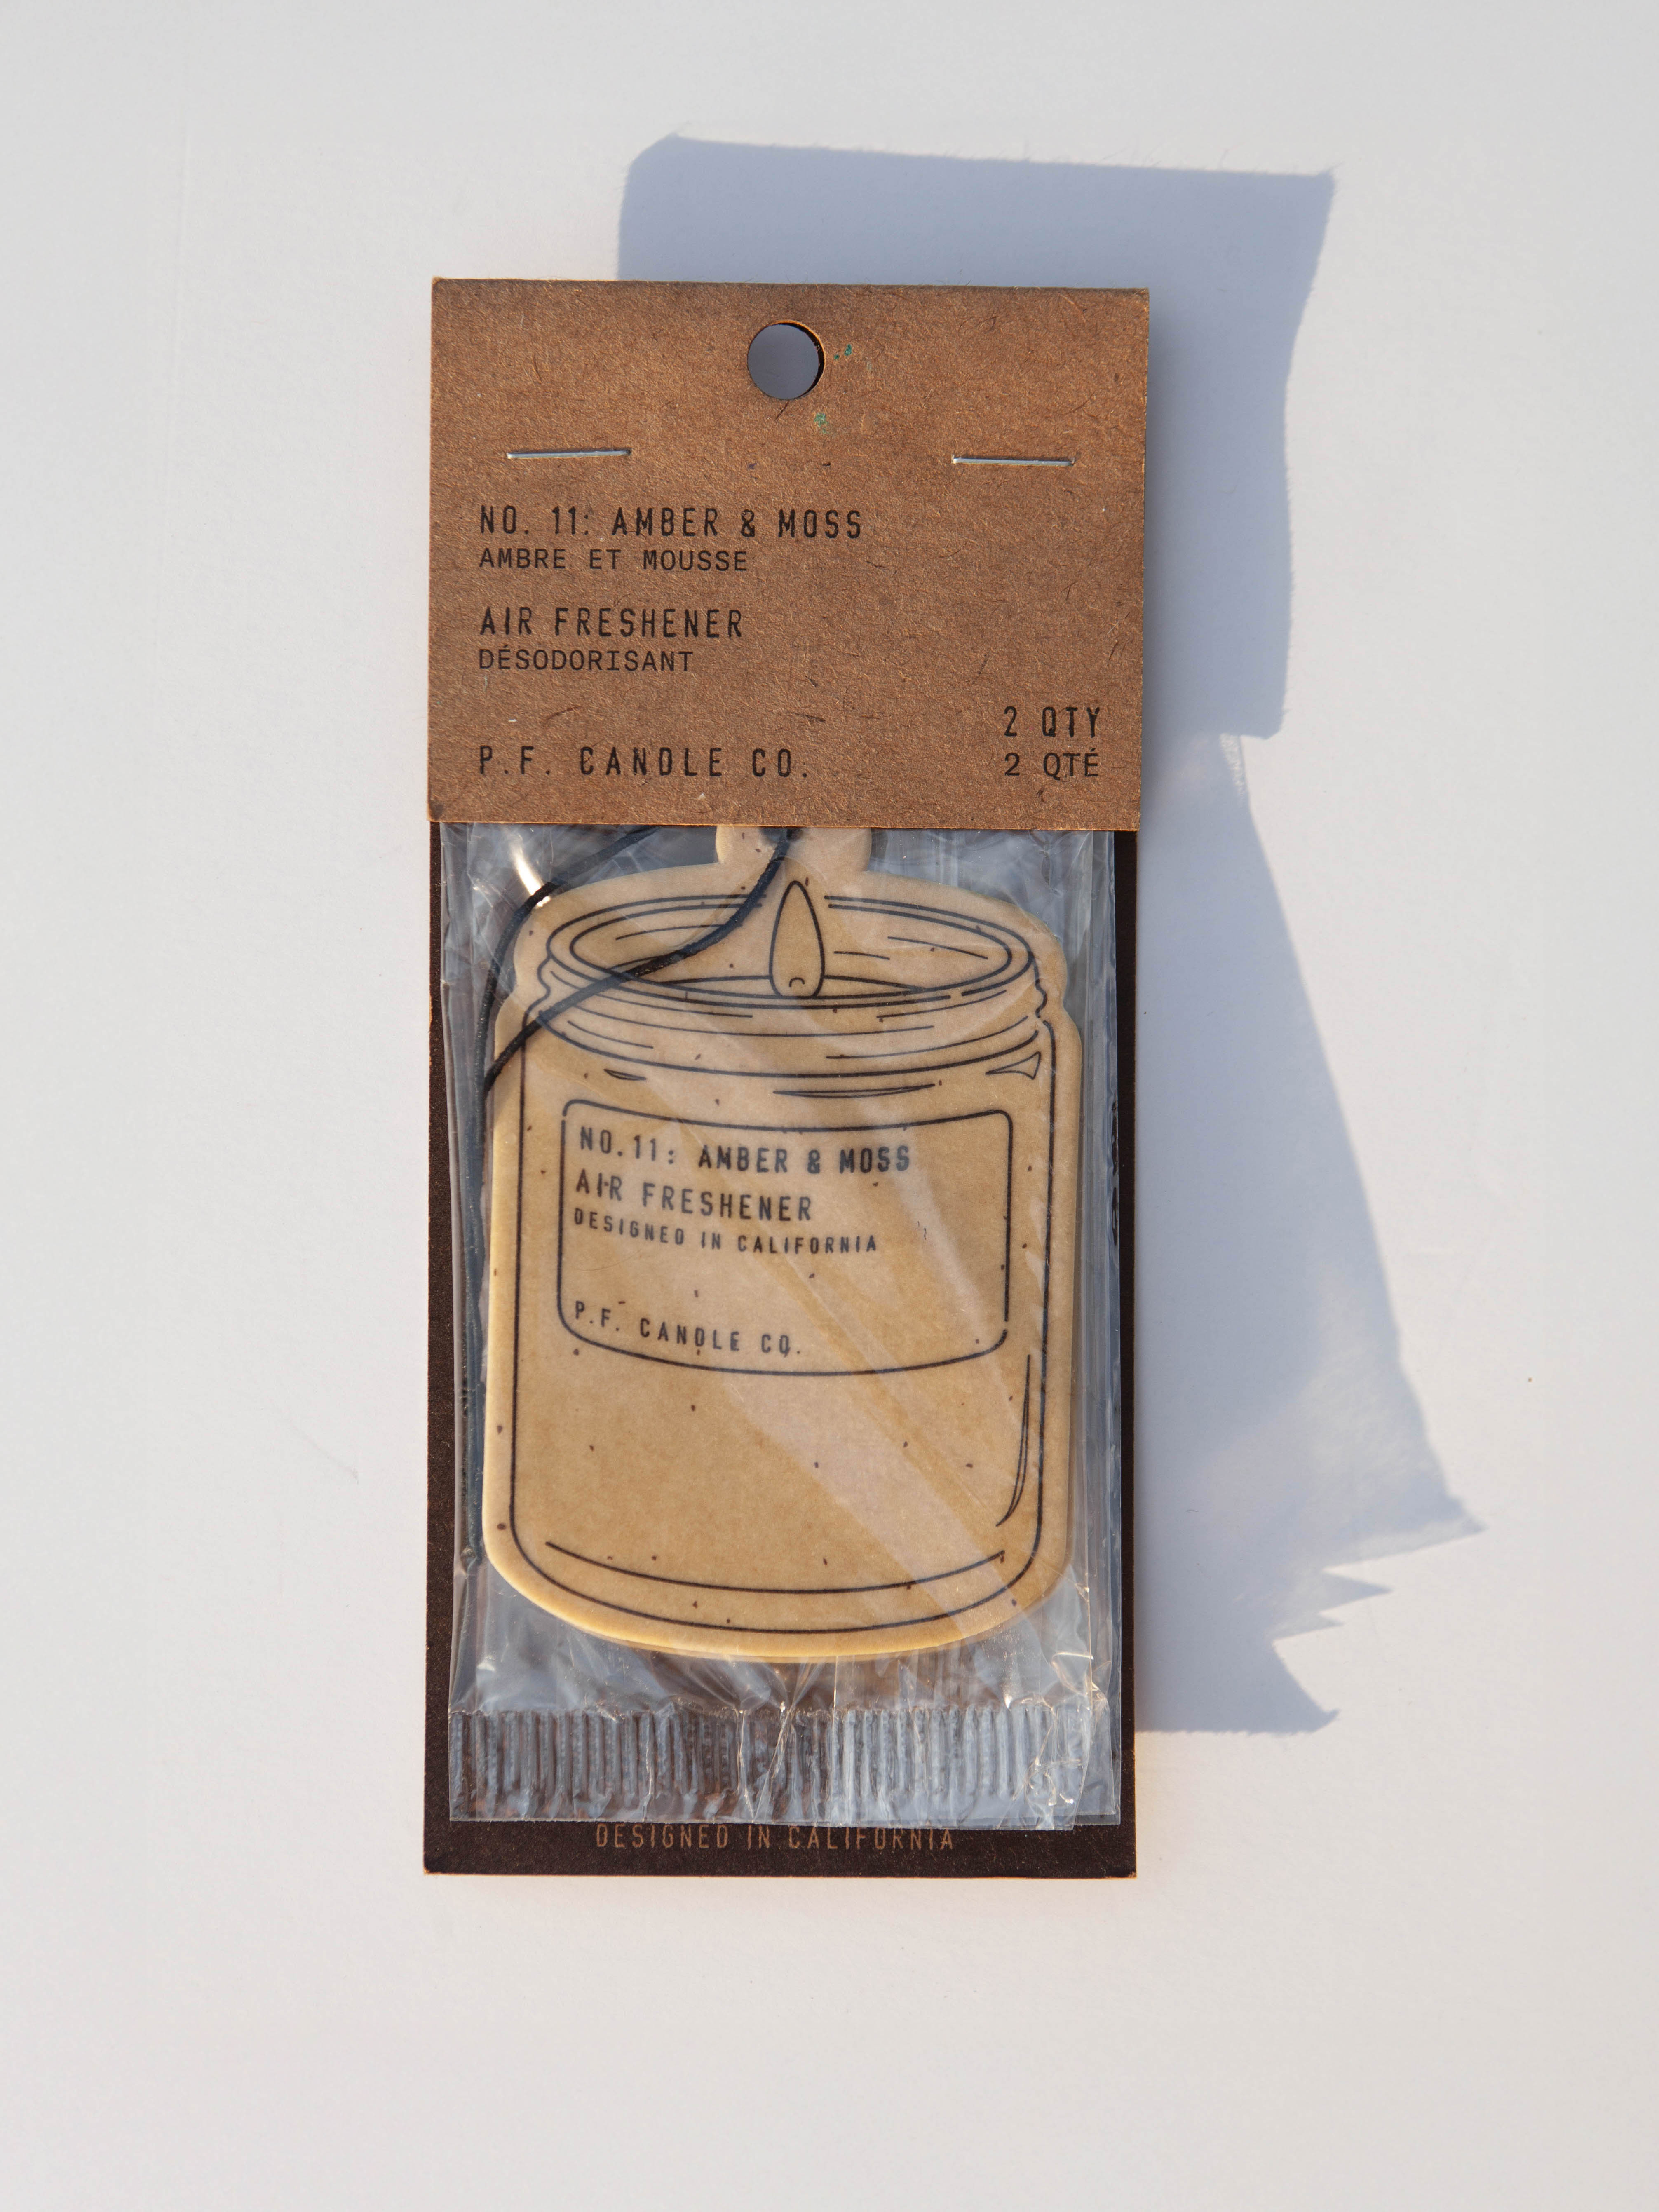 NO. 11: AMBER & MOSS
AMBRE ET MOUSSE
AIR FRESHENER
DÉSODORISANT
2 QTY
P.F. CANDLE CO.
2 QTÉ
NO.11: AMBER & MOSS
AIR FRESHENER
DESIGNED IN CALIFORNIA
P.F. CANDLE CO.
DESIGNED IN CALIFORNIA